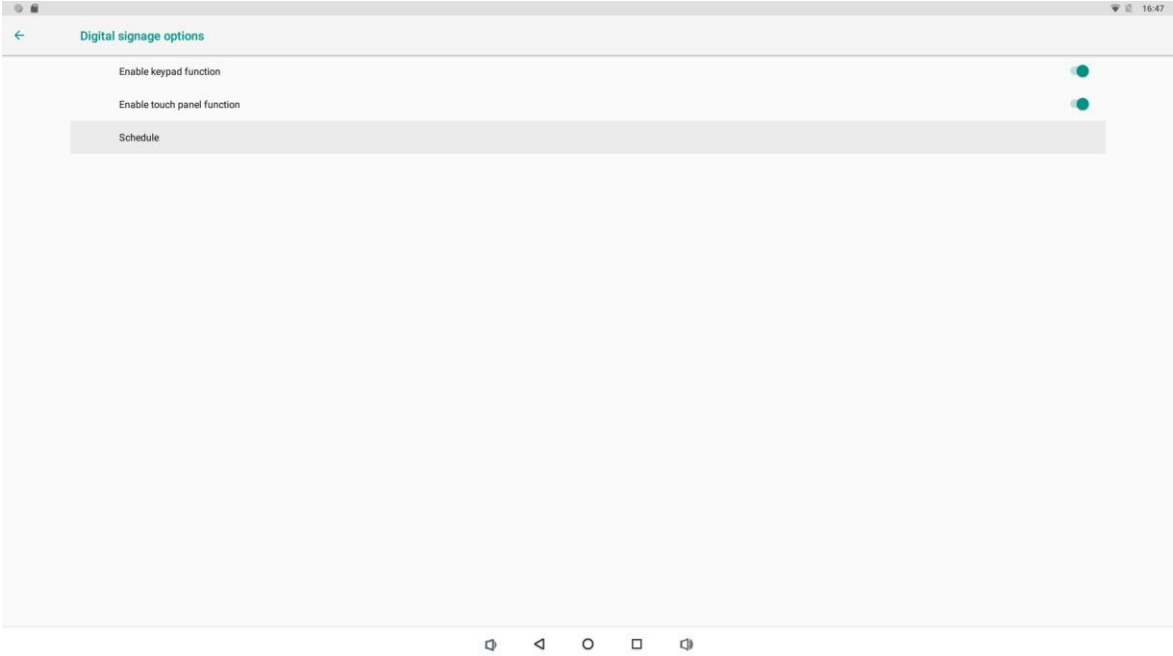 16:47
Digital signage options
Enable keypad function
Enable touch panel function
Schedule